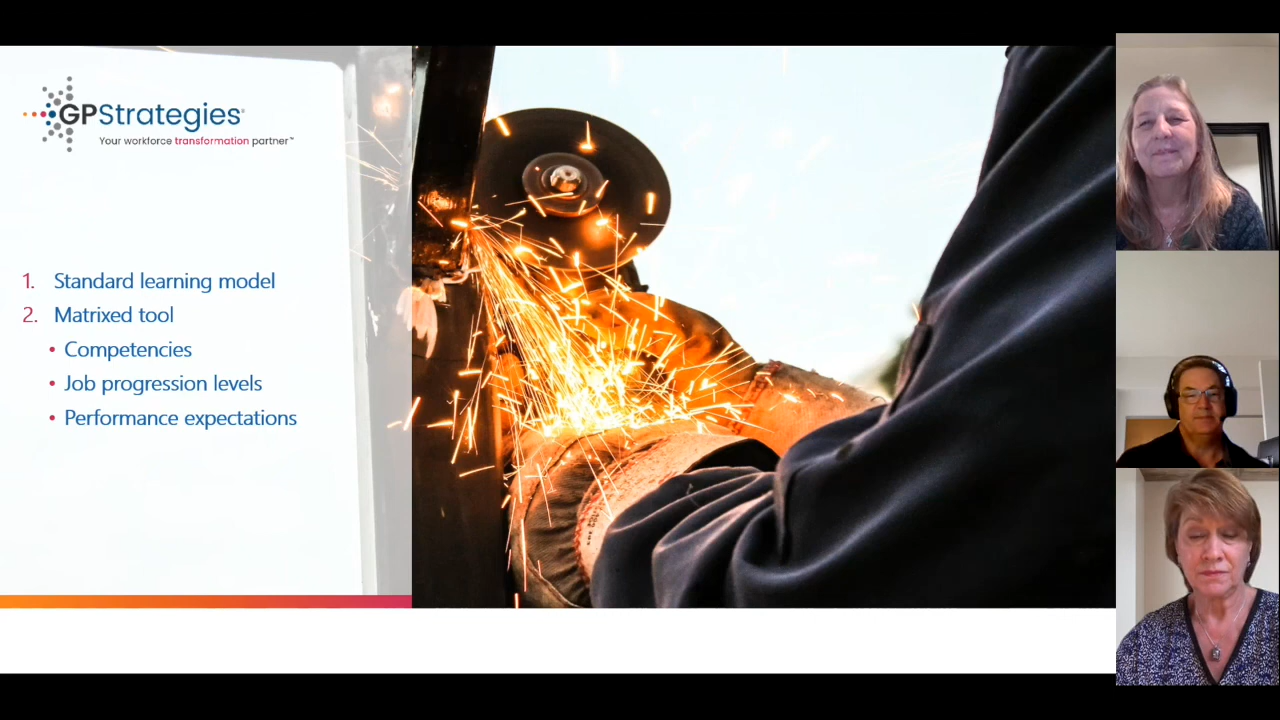 GPStrategies®
Your workforce transformation partner™
1. Standard learning model
2. Matrixed tool
• Competencies
• Job progression levels
• Performance expectations